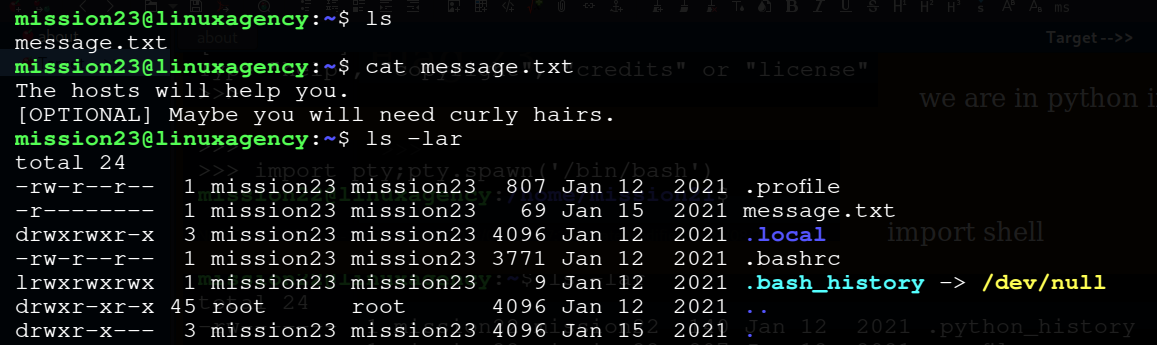 mission23@linuxagency:~$ ls
message.txt
about
Target-->>
mission23@linuxagency:~$ cat message.txt
credits" or "license"
The hosts will help you.
we are in python i
[OPTIONAL] Maybe you will need curly hairs.
mission23@linuxagency:~$ ls -lar
total 24
>>> import pty;pty.spawn('/bin/bash')
-rw-r--r-- 1 mission23 mission23 807 Jan 12 2021 .profile
-r-------- 1 mission23 mission23 69 Jan 15 2021 message.txt
drwxrwxr-x 3 mission23 mission23 4096 Jan 12 2021 .local
import shell
-rw-r--r-- 1 mission23 mission23 3771 Jan 12 2021 .bashrc
lrwxrwxrwx 1 mission23 mission23 9 Jan 12 2021 .bash_history -> /dev/null
drwxr-xr-x 45 root root 4096 Jan 12 2021 ..
total 24
drwxr-x--- 3 mission23 mission23 4096 Jan 15 2021 .
Jan 12 2021 .python_history